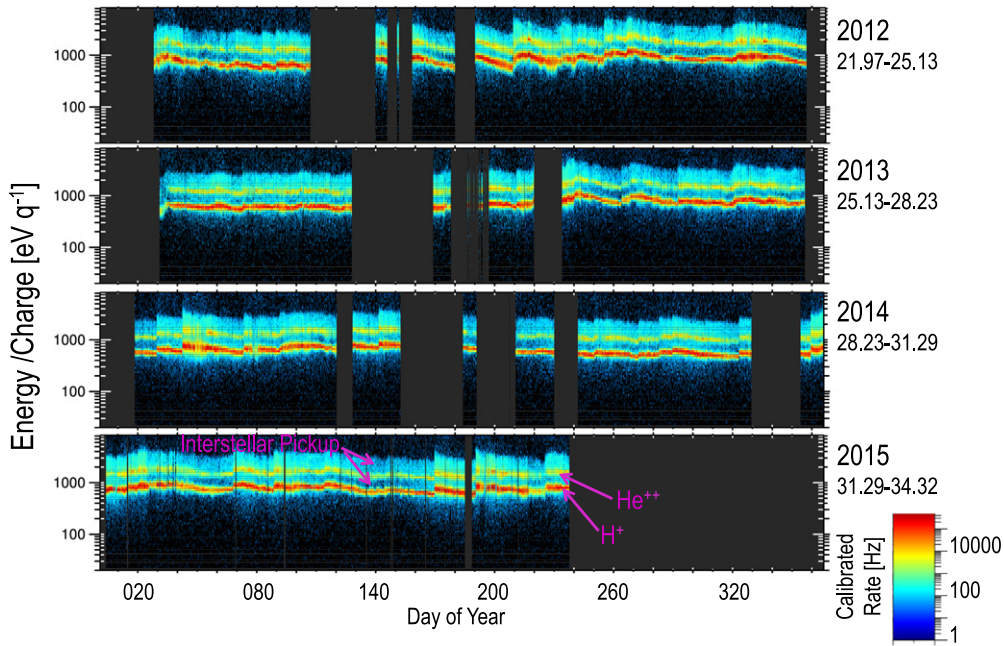 2012
21.97-25.13
1000
100
2013
25.13-28.23
1000
100
2014
28.23-31.29
1000
100
Energy /Charge [eV q⁻¹]
2015
31.29-34.32
Interstellar Pickup
1000
100
He⁺⁺
H⁺
020 080 140 200 260 320
Day of Year
Calibrated
Rate [Hz]
10000
100
1